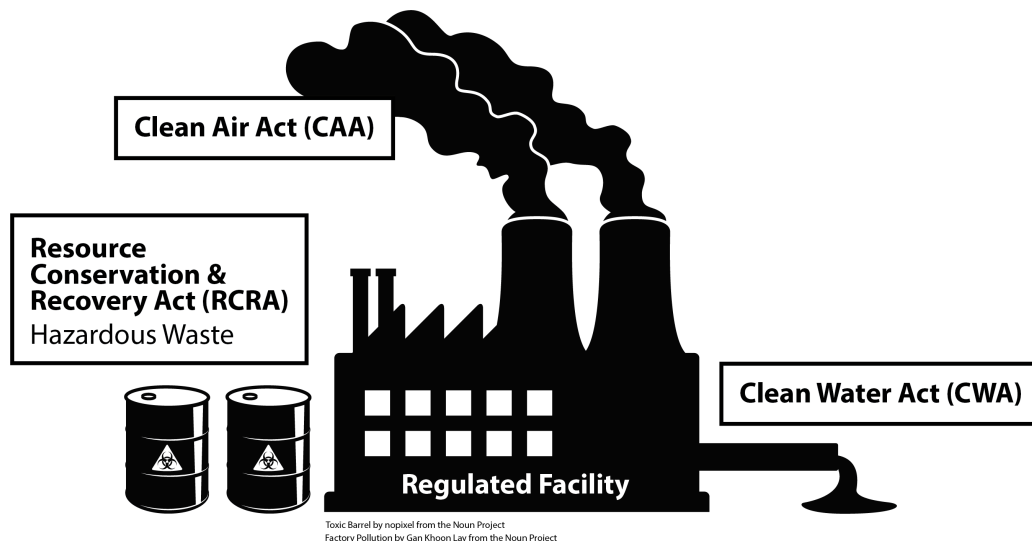 Clean Air Act (CAA)
Resource
Conservation &
Recovery Act (RCRA)
Hazardous Waste
Clean Water Act (CWA)
Regulated Facility
Toxic Barrel by nopixel from the Noun Project
Factory Pollution by Gan Khoon Lay from the Noun Project